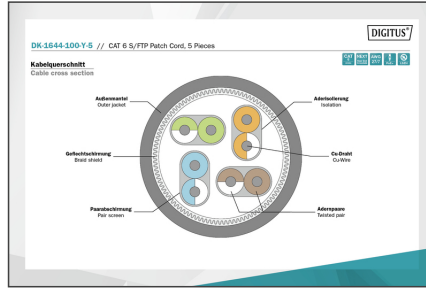 DIGITUS®
DK-1644-100-Y-5 // CAT 6 S/FTP Patch Cord, 5 Pieces
Kabelquerschnitt
Cable cross section
Außenmantel
Outer jacket
Aderisolierung
Isolation
Geflechtschirmung
Braid shield
Cu-Draht
Cu-Wire
Paarabschirmung
Pair screen
Adernpaare
Twisted pair